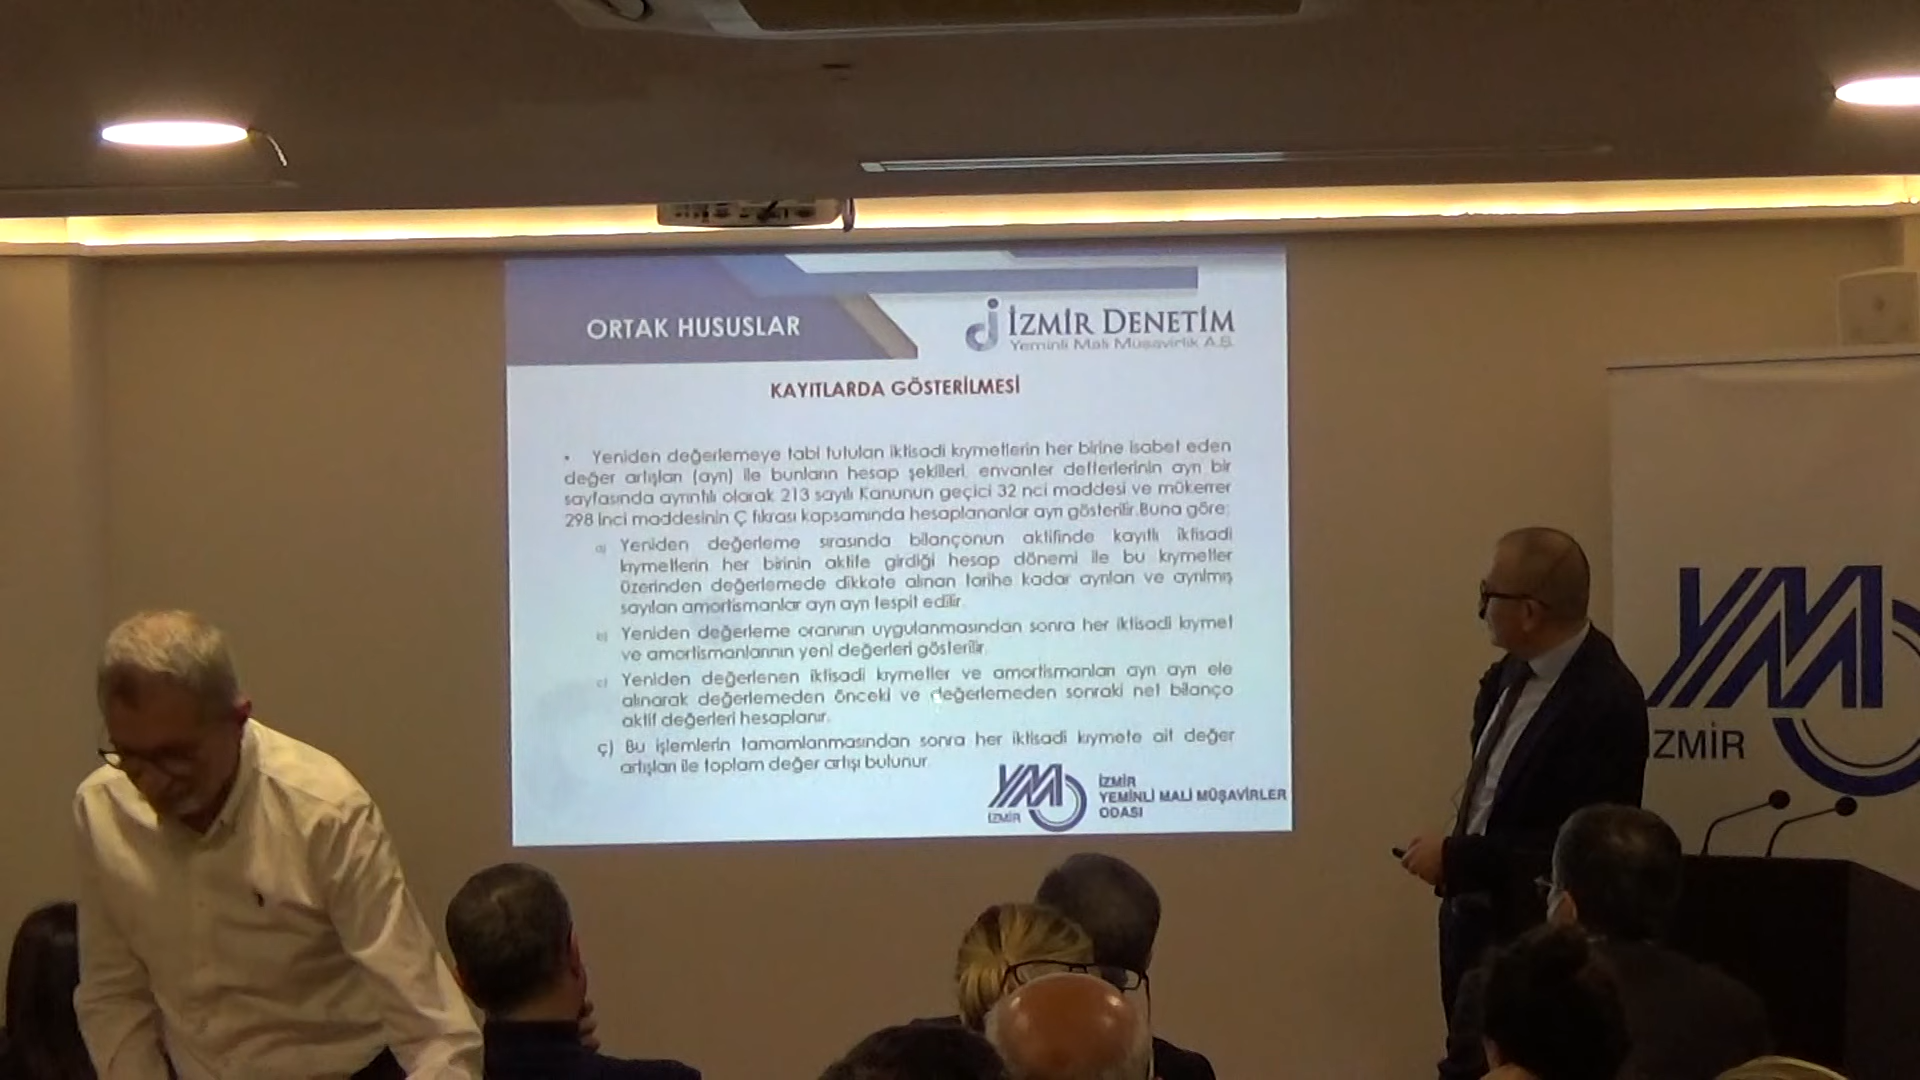 ORTAK HUSUSLAR
İZMİR DENETİM
Yeminli Mali Müşavirlik A.Ş.
KAYITLARDA GÖSTERİLMESİ
• Yeniden değerlemeye tabi tutulan iktisadi kıymetlerin her birine isabet eden
değer artışları (ayrı) ile bunların hesap şekilleri, envanter defterlerinin ayrı bir
sayfasında ayrıntılı olarak 213 sayılı Kanunun geçici 32 nci maddesi ve mükerrer
298 inci maddesinin Ç fıkrası kapsamında hesaplananlar ayrı gösterilir.Buna göre;
a) Yeniden değerleme sırasında bilançonun aktifinde kayıtlı iktisadi
kıymetlerin her birinin aktife girdiği hesap dönemi ile bu kıymetler
üzerinden değerlemede dikkate alınan tarihe kadar ayrılan ve ayrılmış
sayılan amortismanlar ayrı ayrı tespit edilir.
b) Yeniden değerleme oranının uygulanmasından sonra her iktisadi kıymet
ve amortismanlarının yeni değerleri gösterilir.
c) Yeniden değerlenen iktisadi kıymetler ve amortismanları ayrı ayrı ele
alınarak değerlemeden önceki ve değerlemeden sonraki net bilanço
aktif değerleri hesaplanır.
ç) Bu işlemlerin tamamlanmasından sonra her iktisadi kıymete ait değer
artışları ile toplam değer artışı bulunur.
YMM
İZMİR
İZMİR
YEMİNLİ MALİ MÜŞAVİRLER
ODASI
YMM
İZMİR